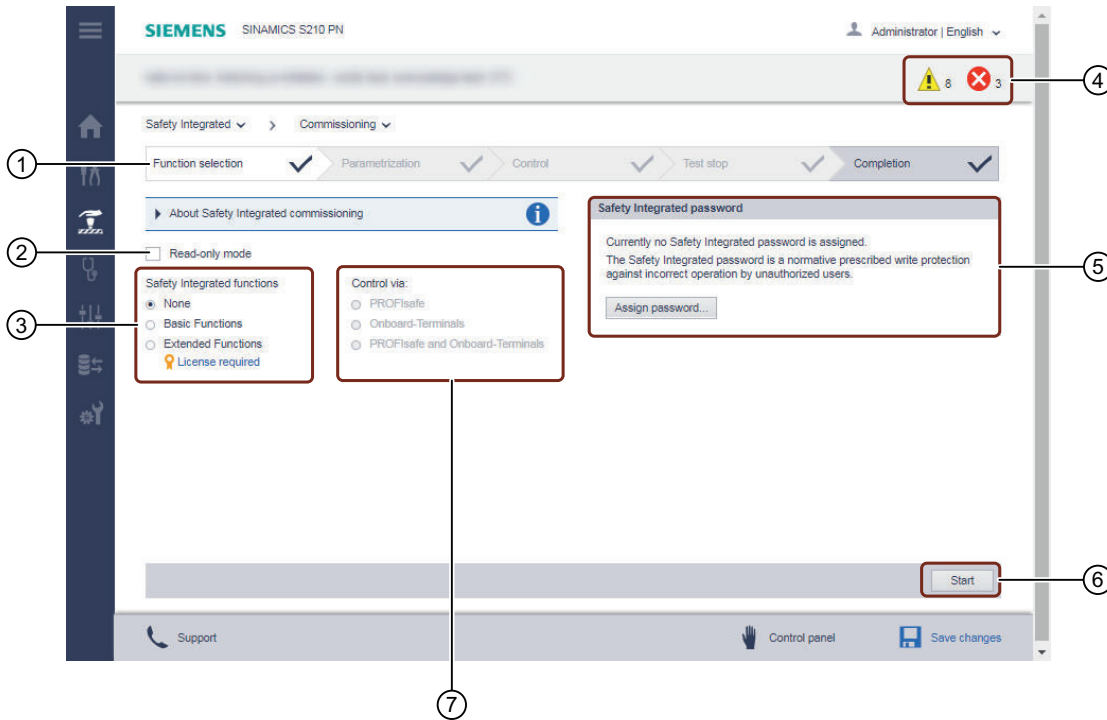 SIEMENS SINAMICS S210 PN
Administrator | English
8 3
4
Safety Integrated > Commissioning
1
Function selection Parametrization Control Test stop Completion
About Safety Integrated commissioning i
2
Read-only mode
Safety Integrated functions
None
Basic Functions
3
Extended Functions
License required
Control via:
PROFIsafe
Onboard-Terminals
PROFIsafe and Onboard-Terminals
7
Safety Integrated password
Currently no Safety Integrated password is assigned.
The Safety Integrated password is a normative prescribed write protection
against incorrect operation by unauthorized users.
5
Assign password...
Start
6
Support Control panel Save changes